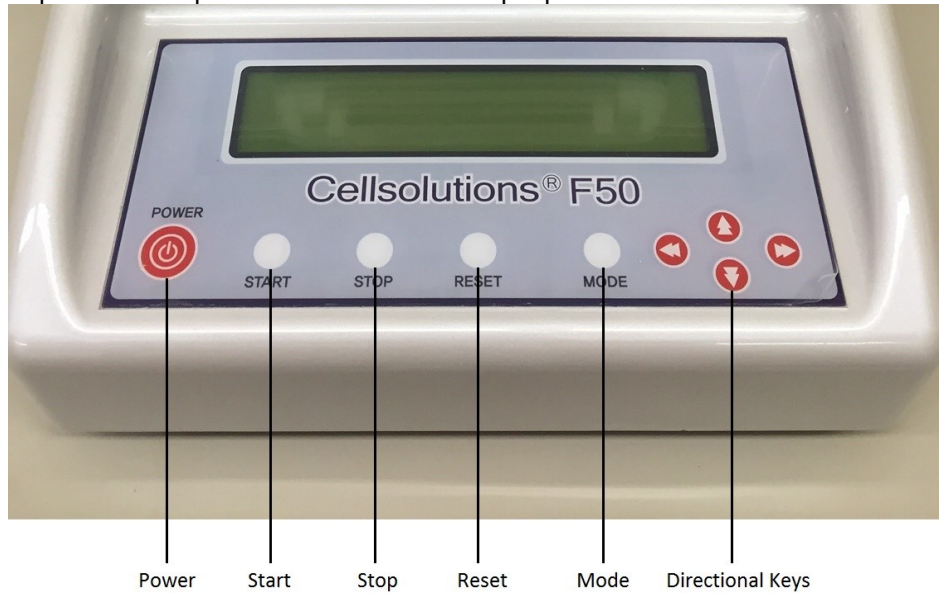 Cellsolutions® F50
POWER
START
STOP
RESET
MODE
Power
Start
Stop
Reset
Mode
Directional Keys